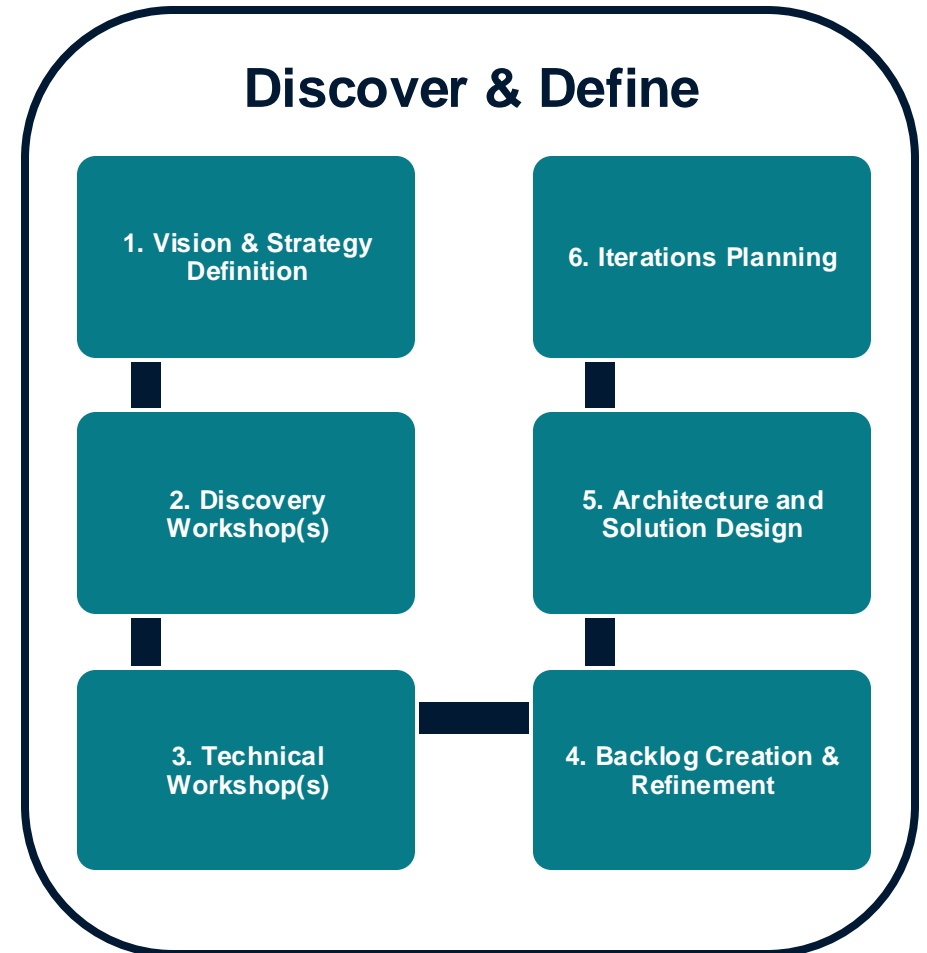 Discover & Define
1. Vision & Strategy
Definition
2. Discovery
Workshop(s)
3. Technical
Workshop(s)
4. Backlog Creation &
Refinement
5. Architecture and
Solution Design
6. Iterations Planning